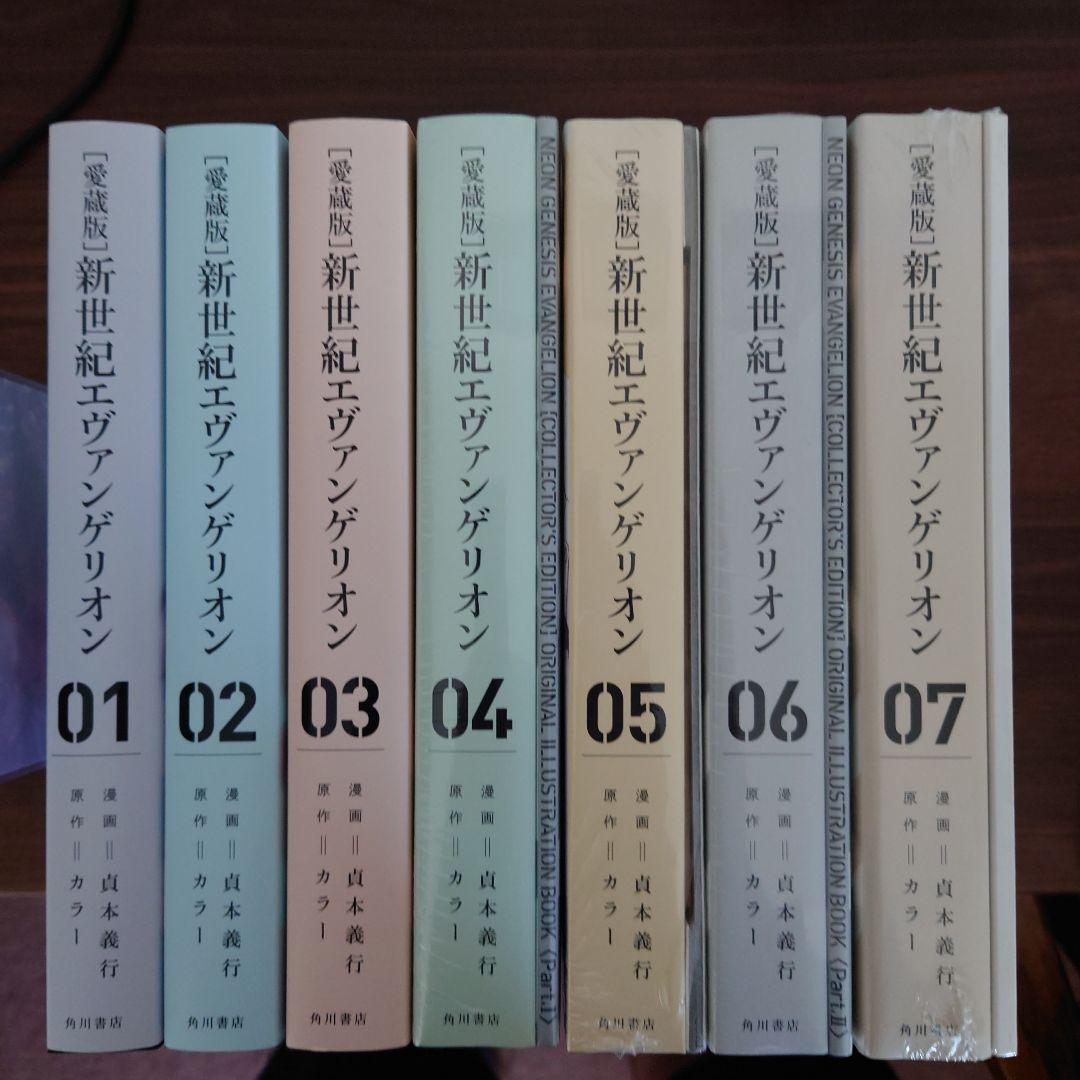 [愛蔵版]新世紀エヴァンゲリオン
01
漫画=貞本義行
原作=カラー
角川書店
[愛蔵版]新世紀エヴァンゲリオン
02
漫画=貞本義行
原作=カラー
角川書店
[愛蔵版]新世紀エヴァンゲリオン
03
漫画=貞本義行
原作=カラー
角川書店
[愛蔵版]新世紀エヴァンゲリオン
04
漫画=貞本義行
原作=カラー
角川書店
NEON GENESIS EVANGELION [COLLECTOR'S EDITION] ORIGINAL ILLUSTRATION BOOK 〈Part.I〉
[愛蔵版]新世紀エヴァンゲリオン
05
漫画=貞本義行
原作=カラー
角川書店
[愛蔵版]新世紀エヴァンゲリオン
06
漫画=貞本義行
原作=カラー
角川書店
NEON GENESIS EVANGELION [COLLECTOR'S EDITION] ORIGINAL ILLUSTRATION BOOK 〈Part.II〉
[愛蔵版]新世紀エヴァンゲリオン
07
漫画=貞本義行
原作=カラー
角川書店